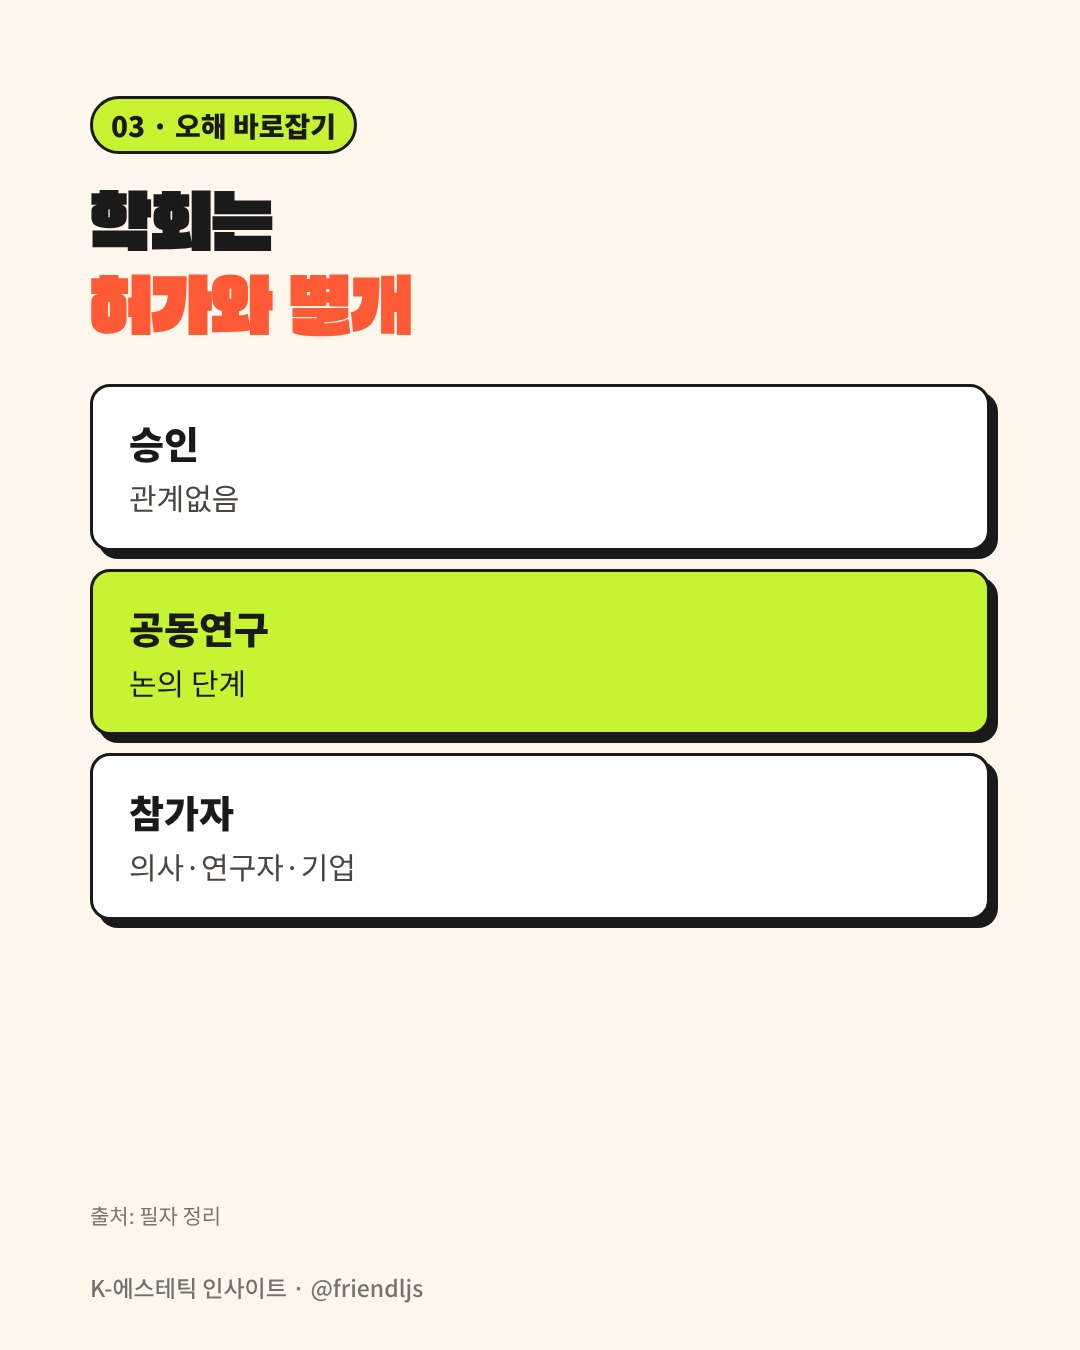 03 · 오해 바로잡기
학회는
허가와 별개
승인
관계없음
공동연구
논의 단계
참가자
의사·연구자·기업
출처: 필자 정리
K-에스테틱 인사이트 · @friendljs